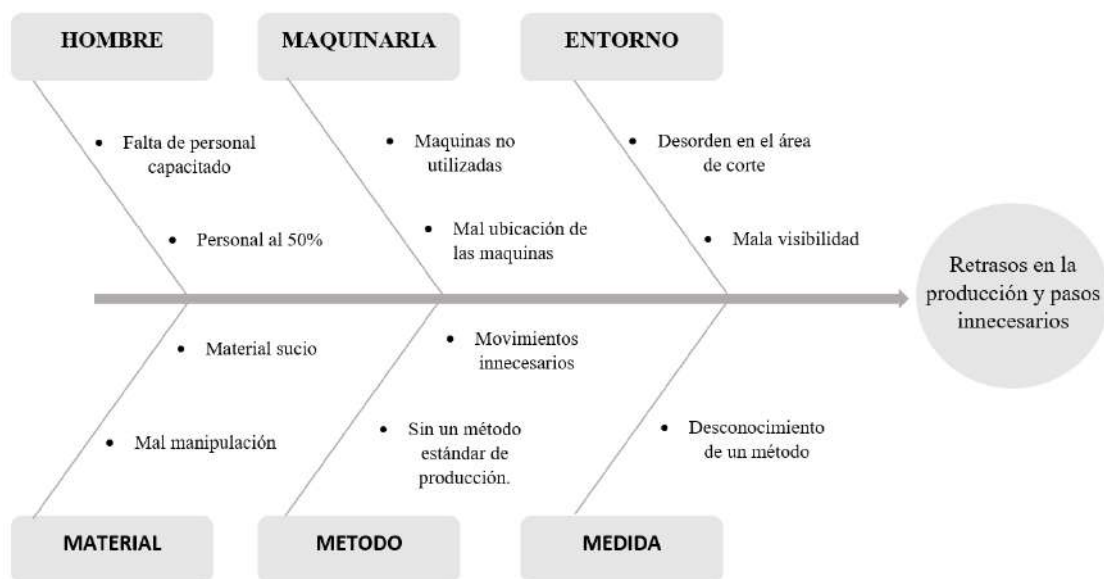 HOMBRE
MAQUINARIA
ENTORNO
• Falta de personal
capacitado
• Personal al 50%
• Maquinas no
utilizadas
• Mal ubicación de
las maquinas
• Desorden en el área
de corte
• Mala visibilidad
Retrasos en la
producción y pasos
innecesarios
• Material sucio
• Mal manipulación
• Movimientos
innecesarios
• Sin un método
estándar de
producción.
• Desconocimiento
de un método
MATERIAL
METODO
MEDIDA